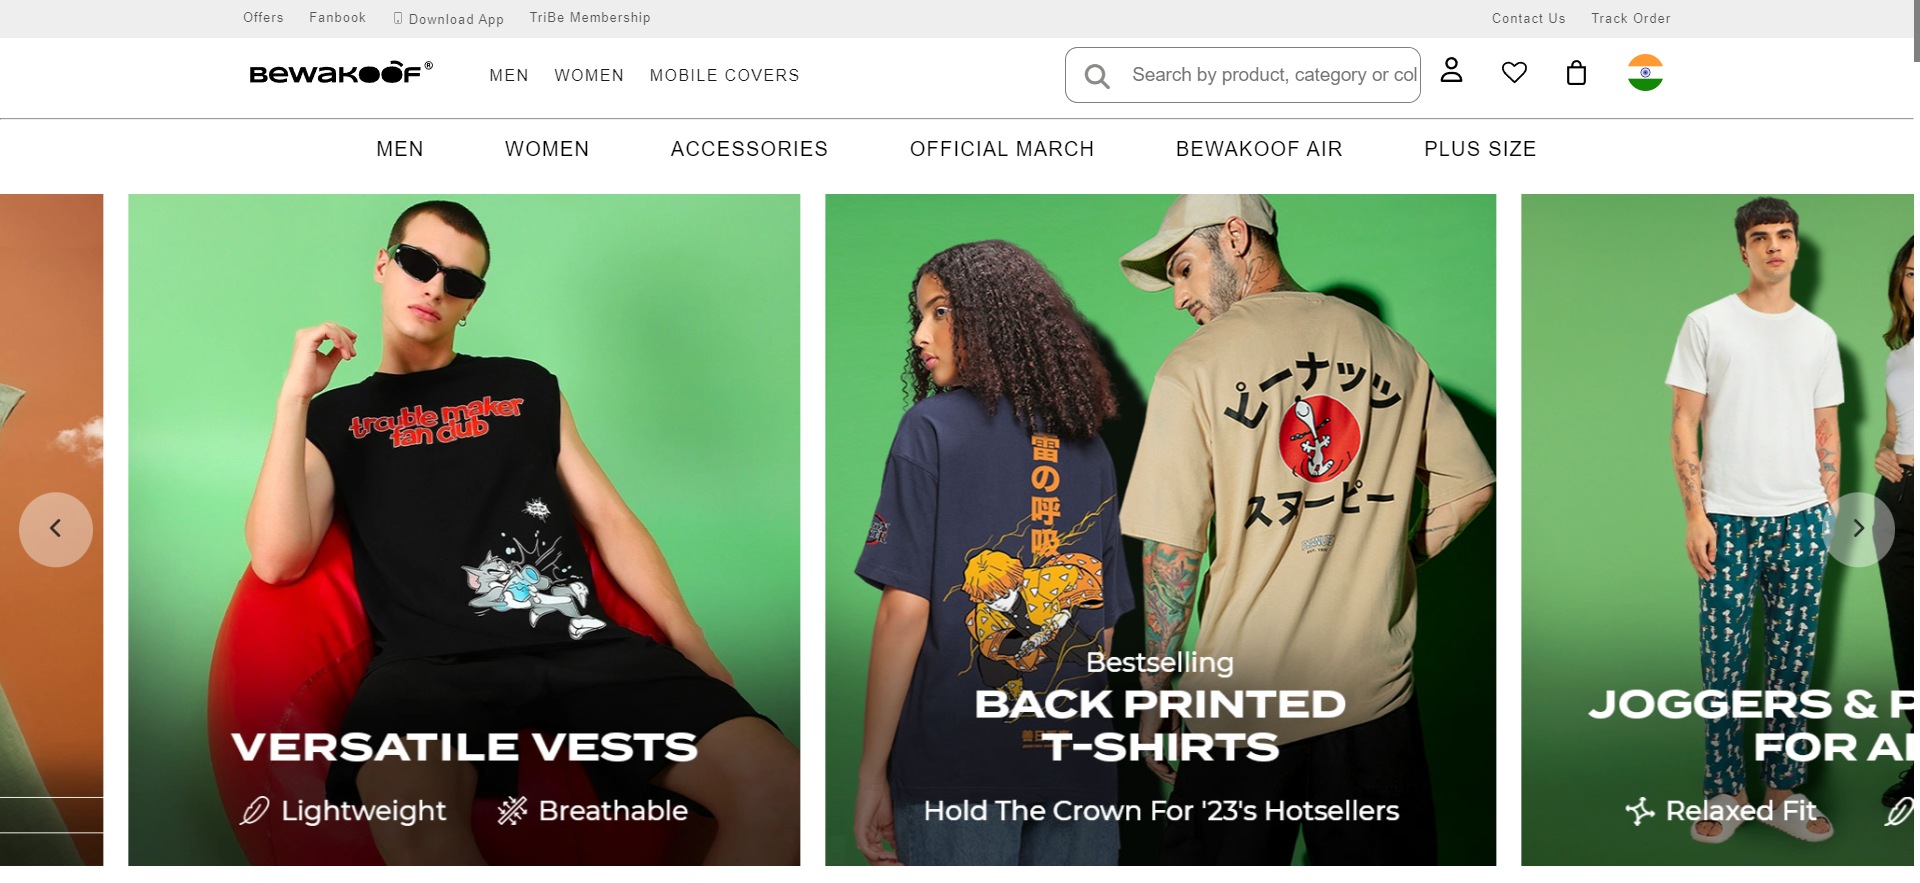 Offers Fanbook Download App TriBe Membership Contact Us Track Order
BEWAKOOF®
MEN WOMEN MOBILE COVERS
Search by product, category or col
MEN WOMEN ACCESSORIES OFFICIAL MARCH BEWAKOOF AIR PLUS SIZE
trouble maker
fan club
VERSATILE VESTS
Lightweight Breathable
雷の呼吸
ピーナッツ
スヌーピー
PEANUTS
Bestselling
BACK PRINTED
T-SHIRTS
Hold The Crown For '23's Hotsellers
JOGGERS & P
FOR A
Relaxed Fit